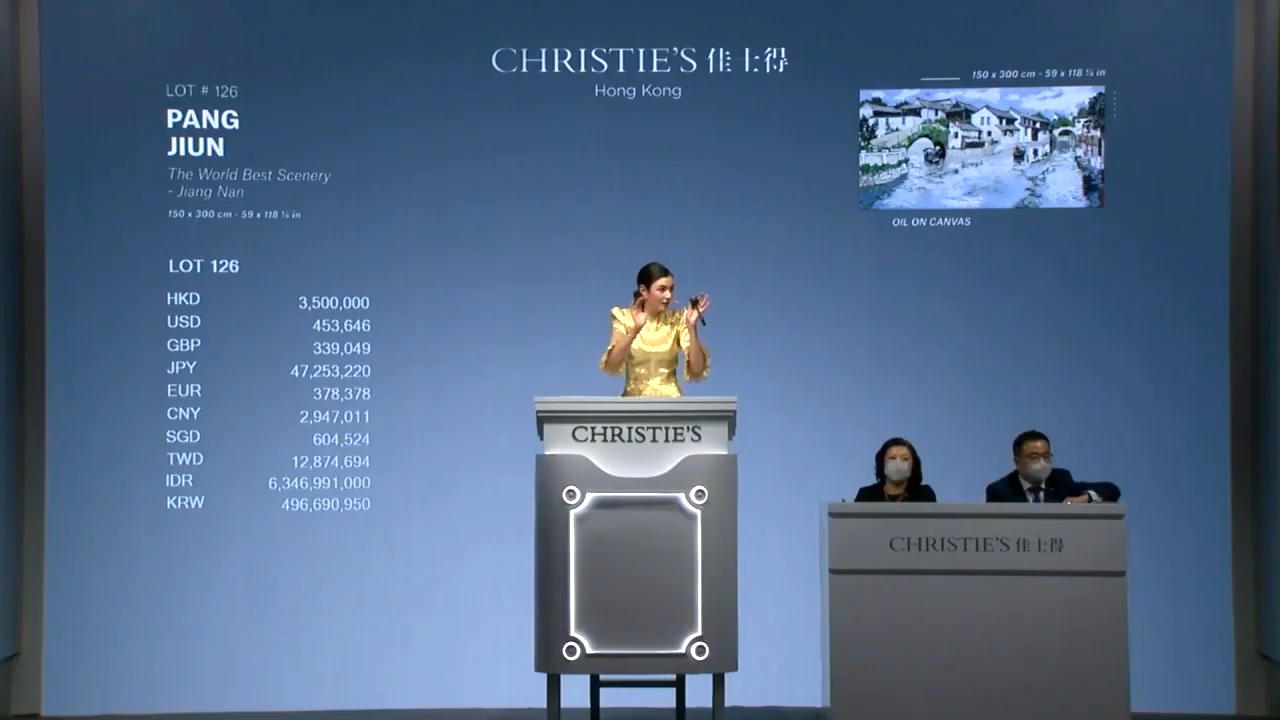 CHRISTIE'S 佳士得
Hong Kong
LOT # 126
PANG
JIUN
The World Best Scenery
- Jiang Nan
150 x 300 cm · 59 x 118 ⅛ in
LOT 126
HKD 3,500,000
USD 453,646
GBP 339,049
JPY 47,253,220
EUR 378,378
CNY 2,947,011
SGD 604,524
TWD 12,874,694
IDR 6,346,991,000
KRW 496,690,950
150 x 300 cm · 59 x 118 ⅛ in
OIL ON CANVAS
CHRISTIE'S
CHRISTIE'S 佳士得